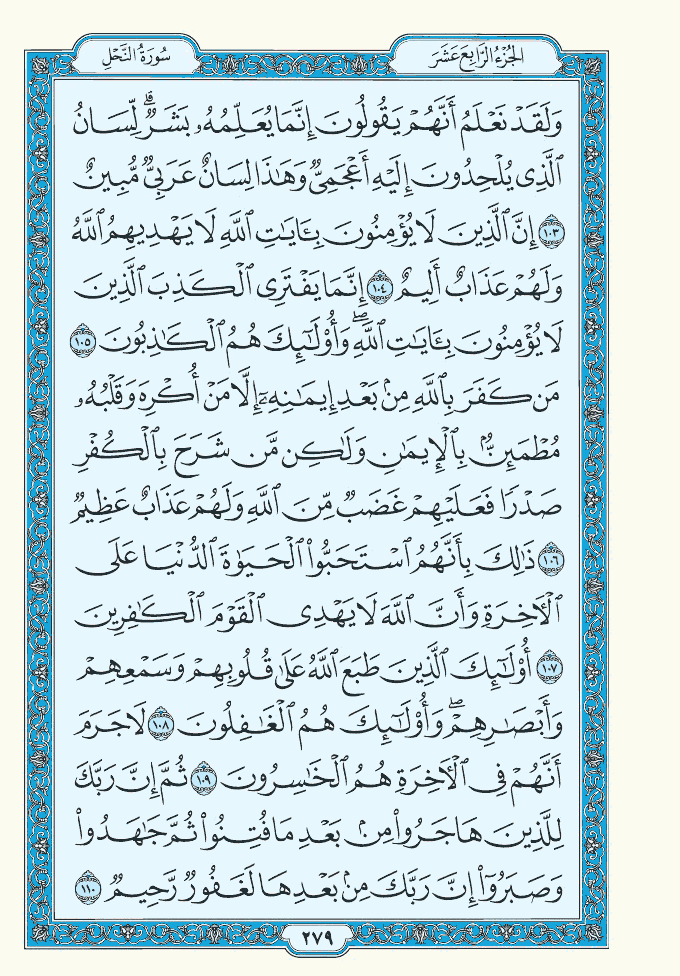 الجُزْءُ الرَّابِعَ عَشَرَ
سُورَةُ النَّحْلِ
وَلَقَدْ نَعْلَمُ أَنَّهُمْ يَقُولُونَ إِنَّمَا يُعَلِّمُهُۥ بَشَرٌۗ لِّسَانُ
ٱلَّذِى يُلْحِدُونَ إِلَيْهِ أَعْجَمِىٌّ وَهَٰذَا لِسَانٌ عَرَبِىٌّ مُّبِينٌ
١٠٣ إِنَّ ٱلَّذِينَ لَا يُؤْمِنُونَ بِـَٔايَٰتِ ٱللَّهِ لَا يَهْدِيهِمُ ٱللَّهُ
وَلَهُمْ عَذَابٌ أَلِيمٌ ١٠٤ إِنَّمَا يَفْتَرِى ٱلْكَذِبَ ٱلَّذِينَ
لَا يُؤْمِنُونَ بِـَٔايَٰتِ ٱللَّهِۖ وَأُو۟لَٰٓئِكَ هُمُ ٱلْكَٰذِبُونَ ١٠٥
مَن كَفَرَ بِٱللَّهِ مِنۢ بَعْدِ إِيمَٰنِهِۦٓ إِلَّا مَنْ أُكْرِهَ وَقَلْبُهُۥ
مُطْمَئِنٌّۢ بِٱلْإِيمَٰنِ وَلَٰكِن مَّن شَرَحَ بِٱلْكُفْرِ
صَدْرًا فَعَلَيْهِمْ غَضَبٌ مِّنَ ٱللَّهِ وَلَهُمْ عَذَابٌ عَظِيمٌ
١٠٦ ذَٰلِكَ بِأَنَّهُمُ ٱسْتَحَبُّوا۟ ٱلْحَيَوٰةَ ٱلدُّنْيَا عَلَى
ٱلْـَٔاخِرَةِ وَأَنَّ ٱللَّهَ لَا يَهْدِى ٱلْقَوْمَ ٱلْكَٰفِرِينَ
١٠٧ أُو۟لَٰٓئِكَ ٱلَّذِينَ طَبَعَ ٱللَّهُ عَلَىٰ قُلُوبِهِمْ وَسَمْعِهِمْ
وَأَبْصَٰرِهِمْۖ وَأُو۟لَٰٓئِكَ هُمُ ٱلْغَٰفِلُونَ ١٠٨ لَا جَرَمَ
أَنَّهُمْ فِى ٱلْـَٔاخِرَةِ هُمُ ٱلْخَٰسِرُونَ ١٠٩ ثُمَّ إِنَّ رَبَّكَ
لِلَّذِينَ هَاجَرُوا۟ مِنۢ بَعْدِ مَا فُتِنُوا۟ ثُمَّ جَٰهَدُوا۟
وَصَبَرُوٓا۟ إِنَّ رَبَّكَ مِنۢ بَعْدِهَا لَغَفُورٌ رَّحِيمٌ ١١٠
٢٧٩